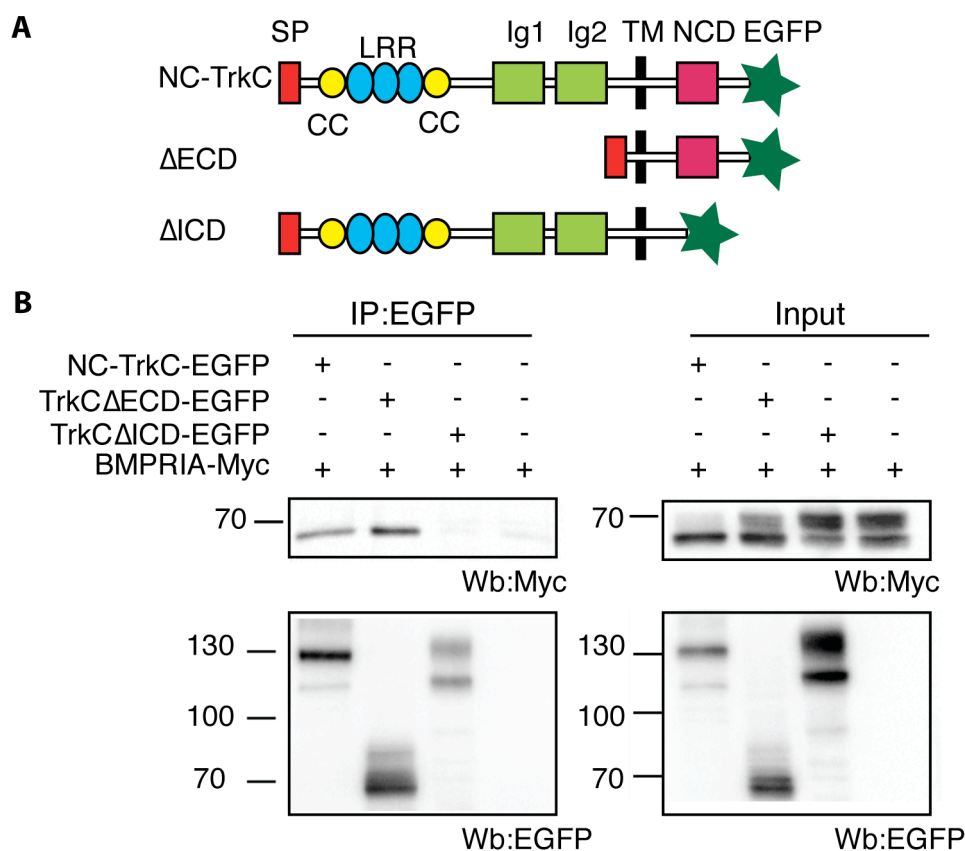 A
SP LRR Ig1 Ig2 TM NCD EGFP
NC-TrkC
CC CC
ΔECD
ΔICD
B
IP:EGFP Input
NC-TrkC-EGFP + - - - + - - -
TrkCΔECD-EGFP - + - - - + - -
TrkCΔICD-EGFP - - + - - - + -
BMPRIA-Myc + + + + + + + +
70 70
Wb:Myc Wb:Myc
130 130
100 100
70 70
Wb:EGFP Wb:EGFP